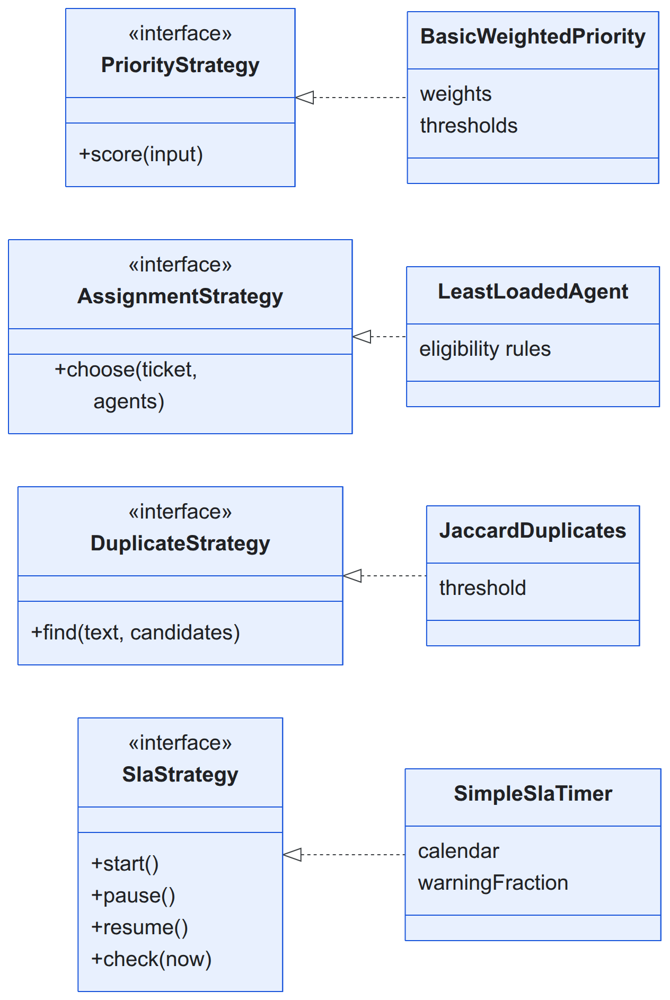 «interface»
PriorityStrategy
+score(input)
BasicWeightedPriority
weights
thresholds
«interface»
AssignmentStrategy
+choose(ticket,
agents)
LeastLoadedAgent
eligibility rules
«interface»
DuplicateStrategy
+find(text, candidates)
JaccardDuplicates
threshold
«interface»
SlaStrategy
+start()
+pause()
+resume()
+check(now)
SimpleSlaTimer
calendar
warningFraction